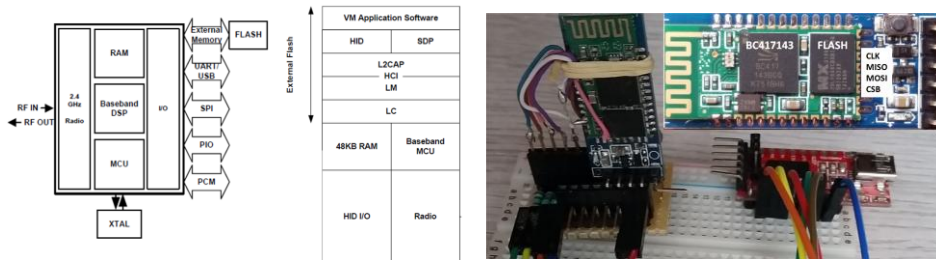 RF IN
RF OUT
2.4
GHz
Radio
RAM
Baseband
DSP
MCU
I/O
XTAL
External
Memory
FLASH
UART/
USB
SPI
PIO
PCM
External Flash
VM Application Software
HID SDP
L2CAP
HCI
LM
LC
48KB RAM Baseband
MCU
HID I/O Radio
BC417143
FLASH
CLK
MISO
MOSI
CSB